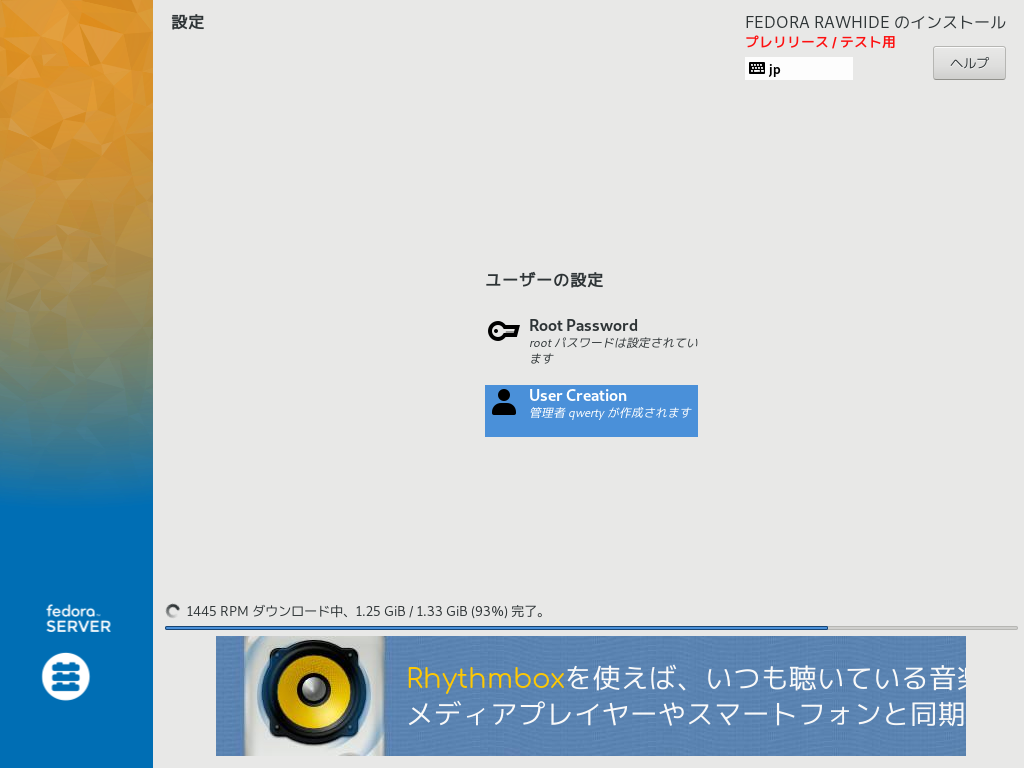 設定
FEDORA RAWHIDE のインストール
プレリリース / テスト用
jp
ヘルプ
ユーザーの設定
Root Password
root パスワードは設定されてい
ます
User Creation
管理者 qwerty が作成されます
fedora™
SERVER
1445 RPM ダウンロード中、1.25 GiB / 1.33 GiB (93%) 完了。
Rhythmboxを使えば、いつも聴いている音楽
メディアプレイヤーやスマートフォンと同期